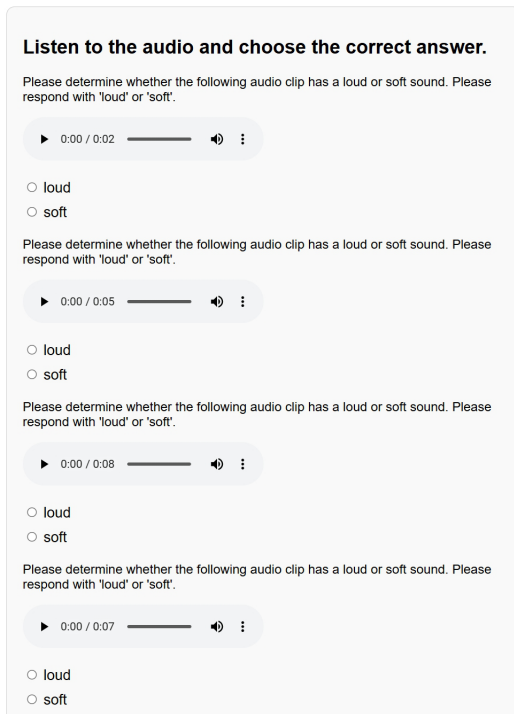 Listen to the audio and choose the correct answer.
Please determine whether the following audio clip has a loud or soft sound. Please
respond with 'loud' or 'soft'.
0:00 / 0:02
loud
soft
Please determine whether the following audio clip has a loud or soft sound. Please
respond with 'loud' or 'soft'.
0:00 / 0:05
loud
soft
Please determine whether the following audio clip has a loud or soft sound. Please
respond with 'loud' or 'soft'.
0:00 / 0:08
loud
soft
Please determine whether the following audio clip has a loud or soft sound. Please
respond with 'loud' or 'soft'.
0:00 / 0:07
loud
soft